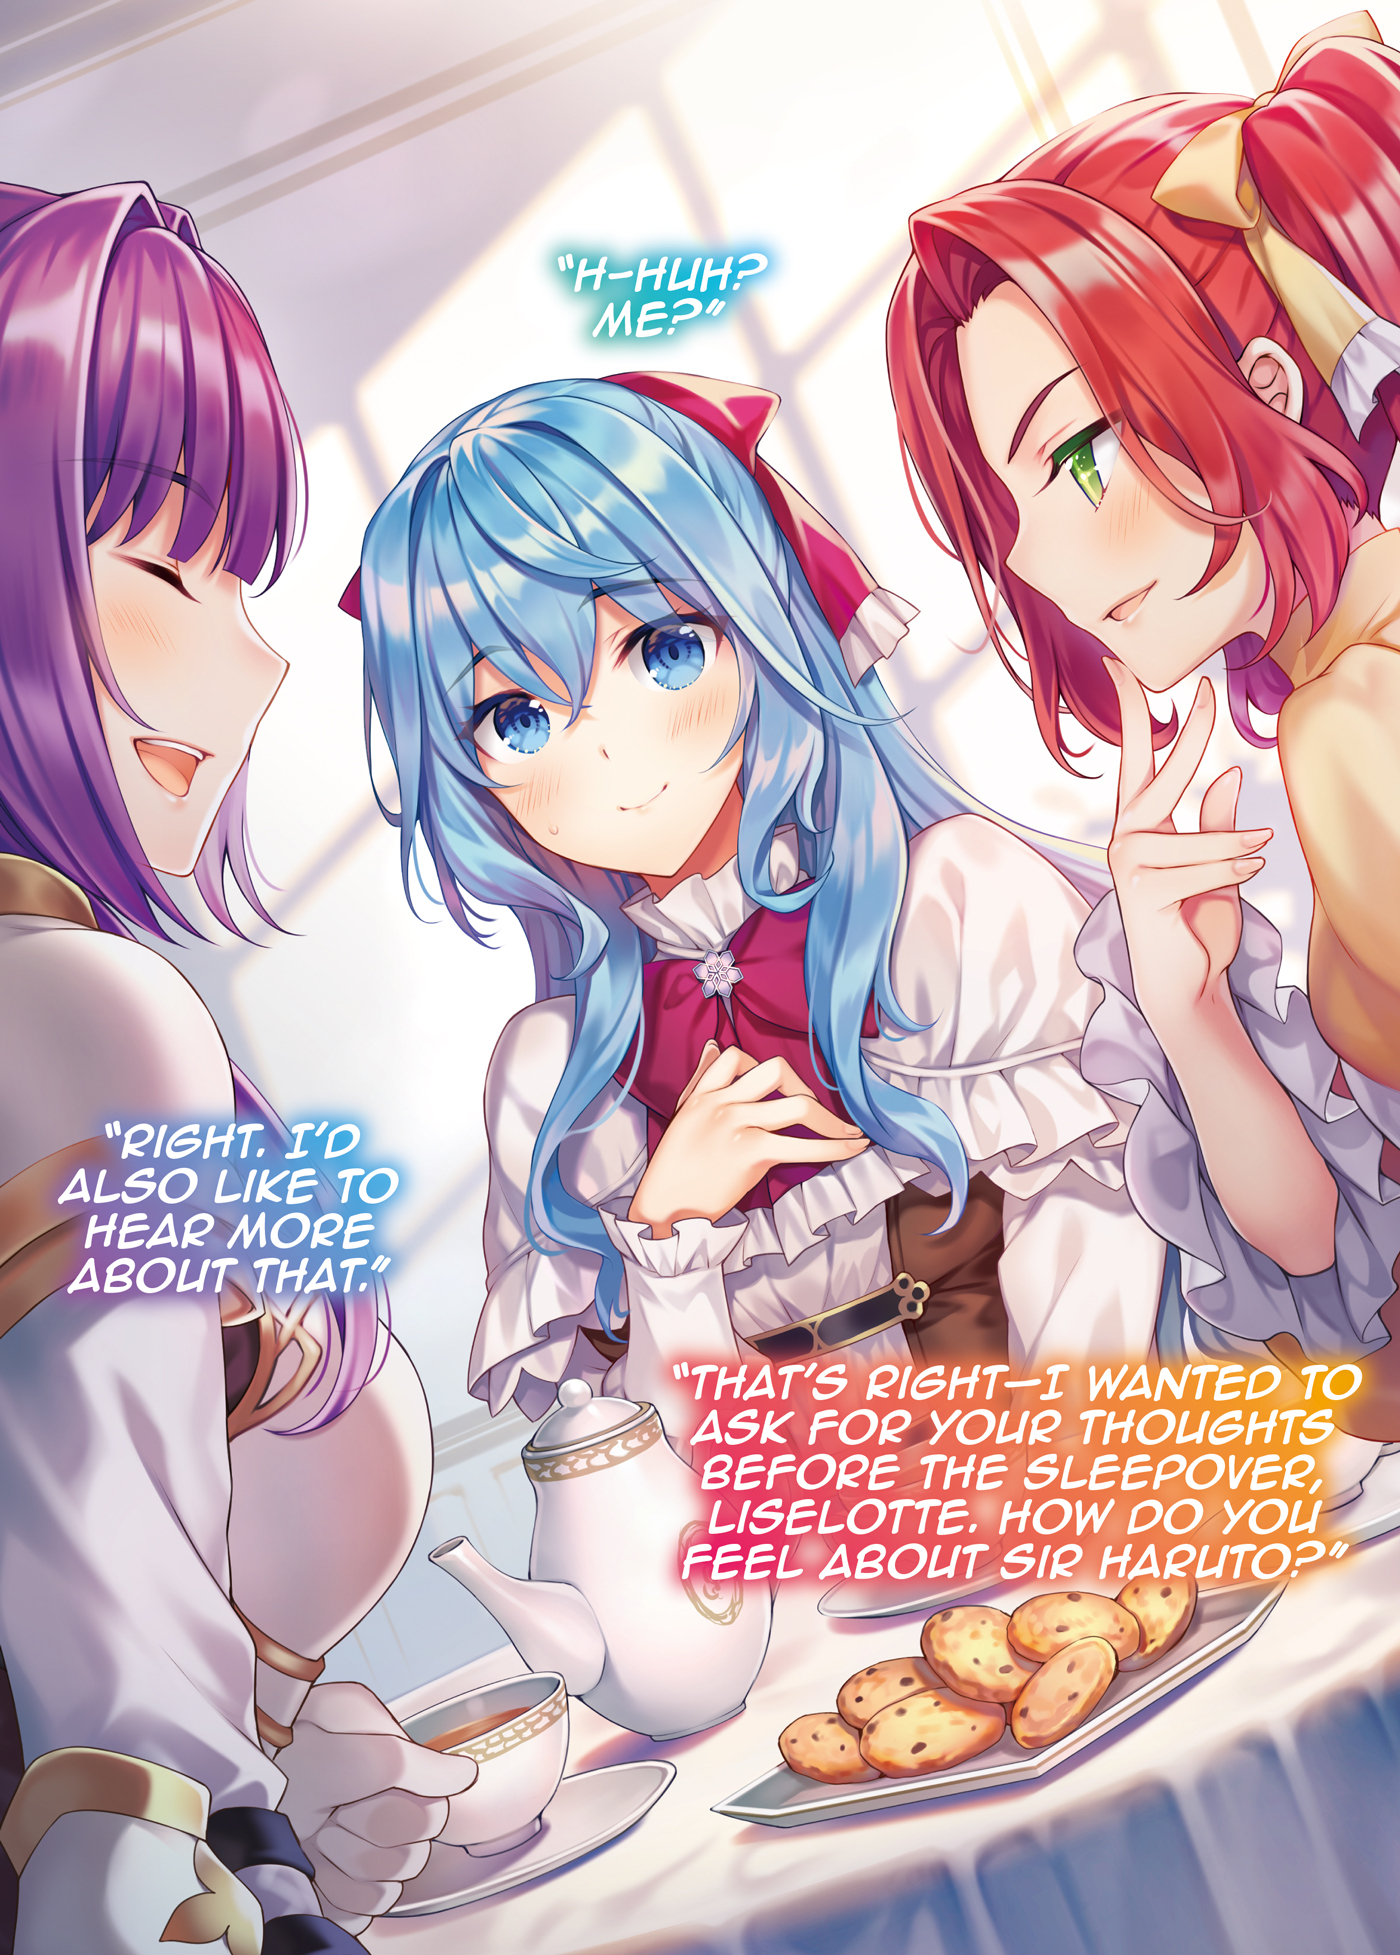 "H-HUH?
ME?"
"RIGHT. I'D
ALSO LIKE TO
HEAR MORE
ABOUT THAT."
"THAT'S RIGHT—I WANTED TO
ASK FOR YOUR THOUGHTS
BEFORE THE SLEEPOVER,
LISELOTTE. HOW DO YOU
FEEL ABOUT SIR HARUTO?"